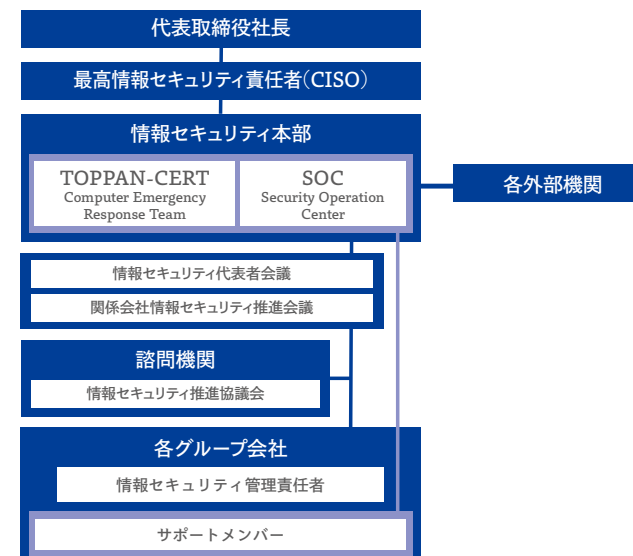 代表取締役社長
最高情報セキュリティ責任者（CISO）
情報セキュリティ本部
TOPPAN-CERT
Computer Emergency
Response Team
SOC
Security Operation
Center
各外部機関
情報セキュリティ代表者会議
関係会社情報セキュリティ推進会議
諮問機関
情報セキュリティ推進協議会
各グループ会社
情報セキュリティ管理責任者
サポートメンバー